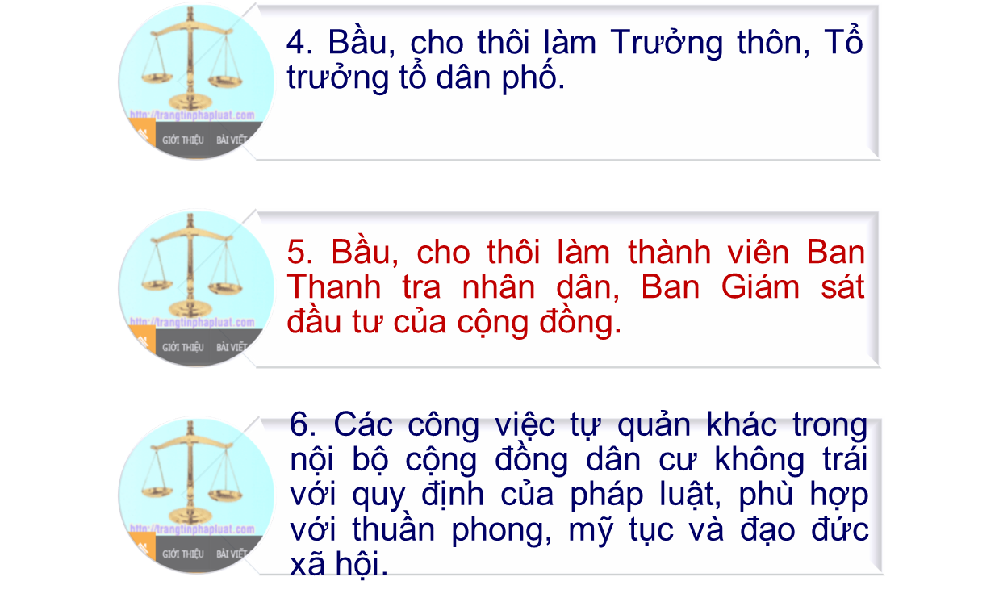 4. Bầu, cho thôi làm Trưởng thôn, Tổ
trưởng tổ dân phố.
http://trangtinphapluat.com
GIỚI THIỆU BÀI VIẾT
5. Bầu, cho thôi làm thành viên Ban
Thanh tra nhân dân, Ban Giám sát
đầu tư của cộng đồng.
http://trangtinphapluat.com
GIỚI THIỆU BÀI VIẾT
6. Các công việc tự quản khác trong
nội bộ cộng đồng dân cư không trái
với quy định của pháp luật, phù hợp
với thuần phong, mỹ tục và đạo đức
xã hội.
http://trangtinphapluat.com
GIỚI THIỆU BÀI VIẾT